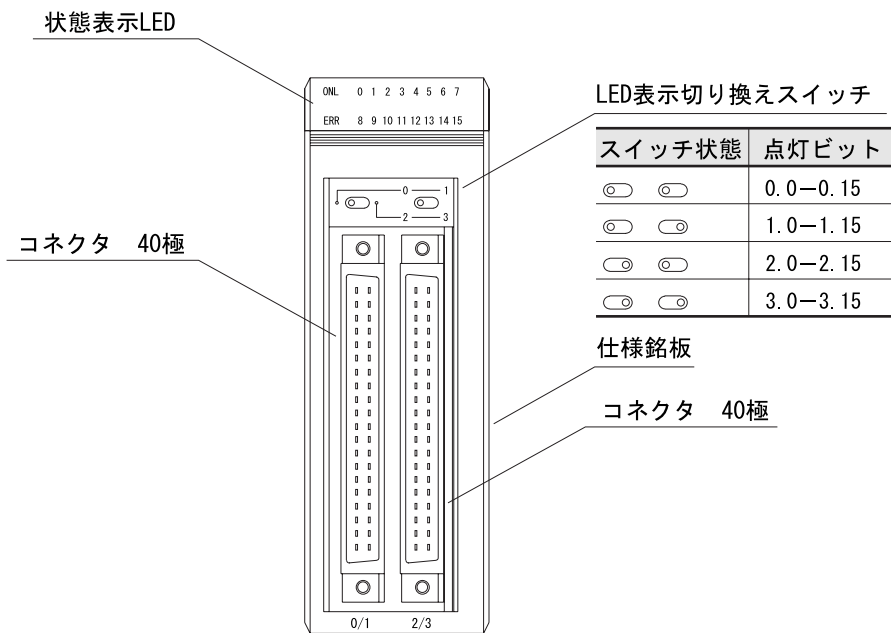 状態表示LED
ONL 0 1 2 3 4 5 6 7
ERR 8 9 10 11 12 13 14 15
LED表示切り換えスイッチ
スイッチ状態 点灯ビット
0.0−0.15
1.0−1.15
2.0−2.15
3.0−3.15
0 1
2 3
コネクタ 40極
仕様銘板
コネクタ 40極
0/1 2/3